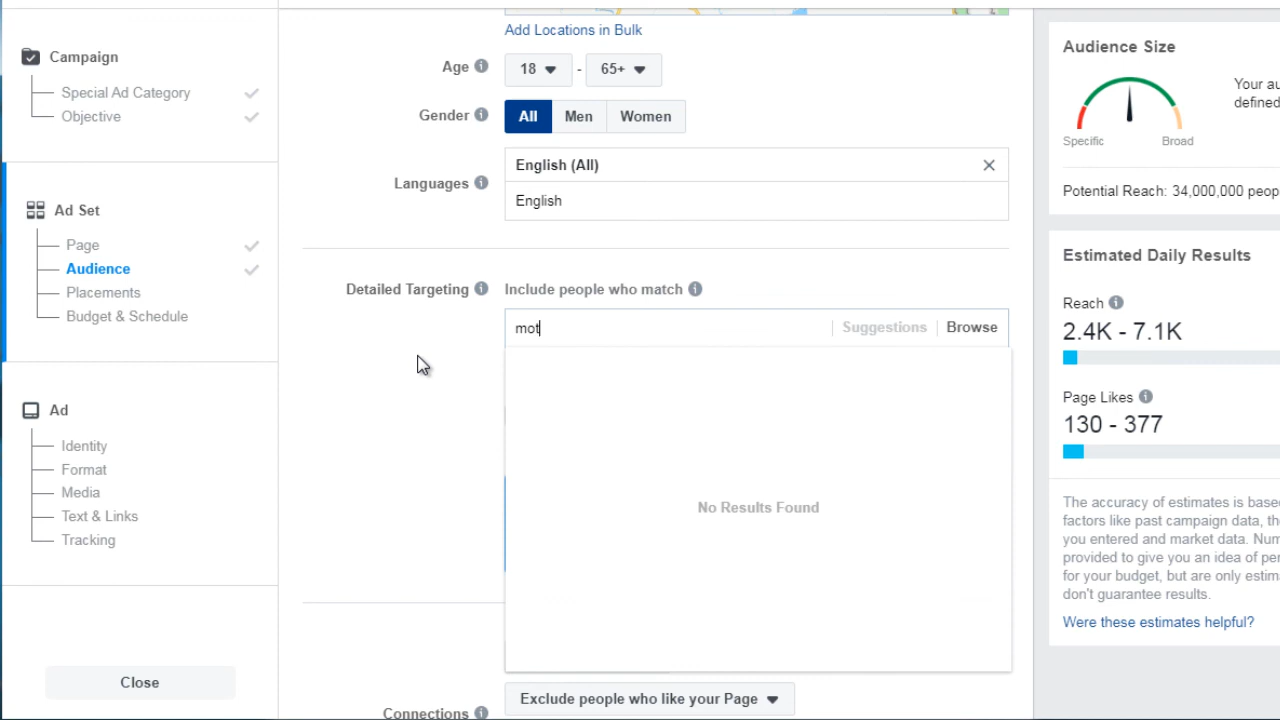 Campaign
Special Ad Category
Objective
Ad Set
Page
Audience
Placements
Budget & Schedule
Ad
Identity
Format
Media
Text & Links
Tracking
Close
Add Locations in Bulk
Age
18
-
65+
Gender
All
Men
Women
Languages
English (All)
English
Detailed Targeting
Include people who match
mot
Suggestions
Browse
No Results Found
Connections
Exclude people who like your Page
Audience Size
Specific
Broad
Your au
defined
Potential Reach: 34,000,000 peop
Estimated Daily Results
Reach
2.4K - 7.1K
Page Likes
130 - 377
The accuracy of estimates is base
factors like past campaign data, th
you entered and market data. Num
provided to give you an idea of per
for your budget, but are only estim
don't guarantee results.
Were these estimates helpful?